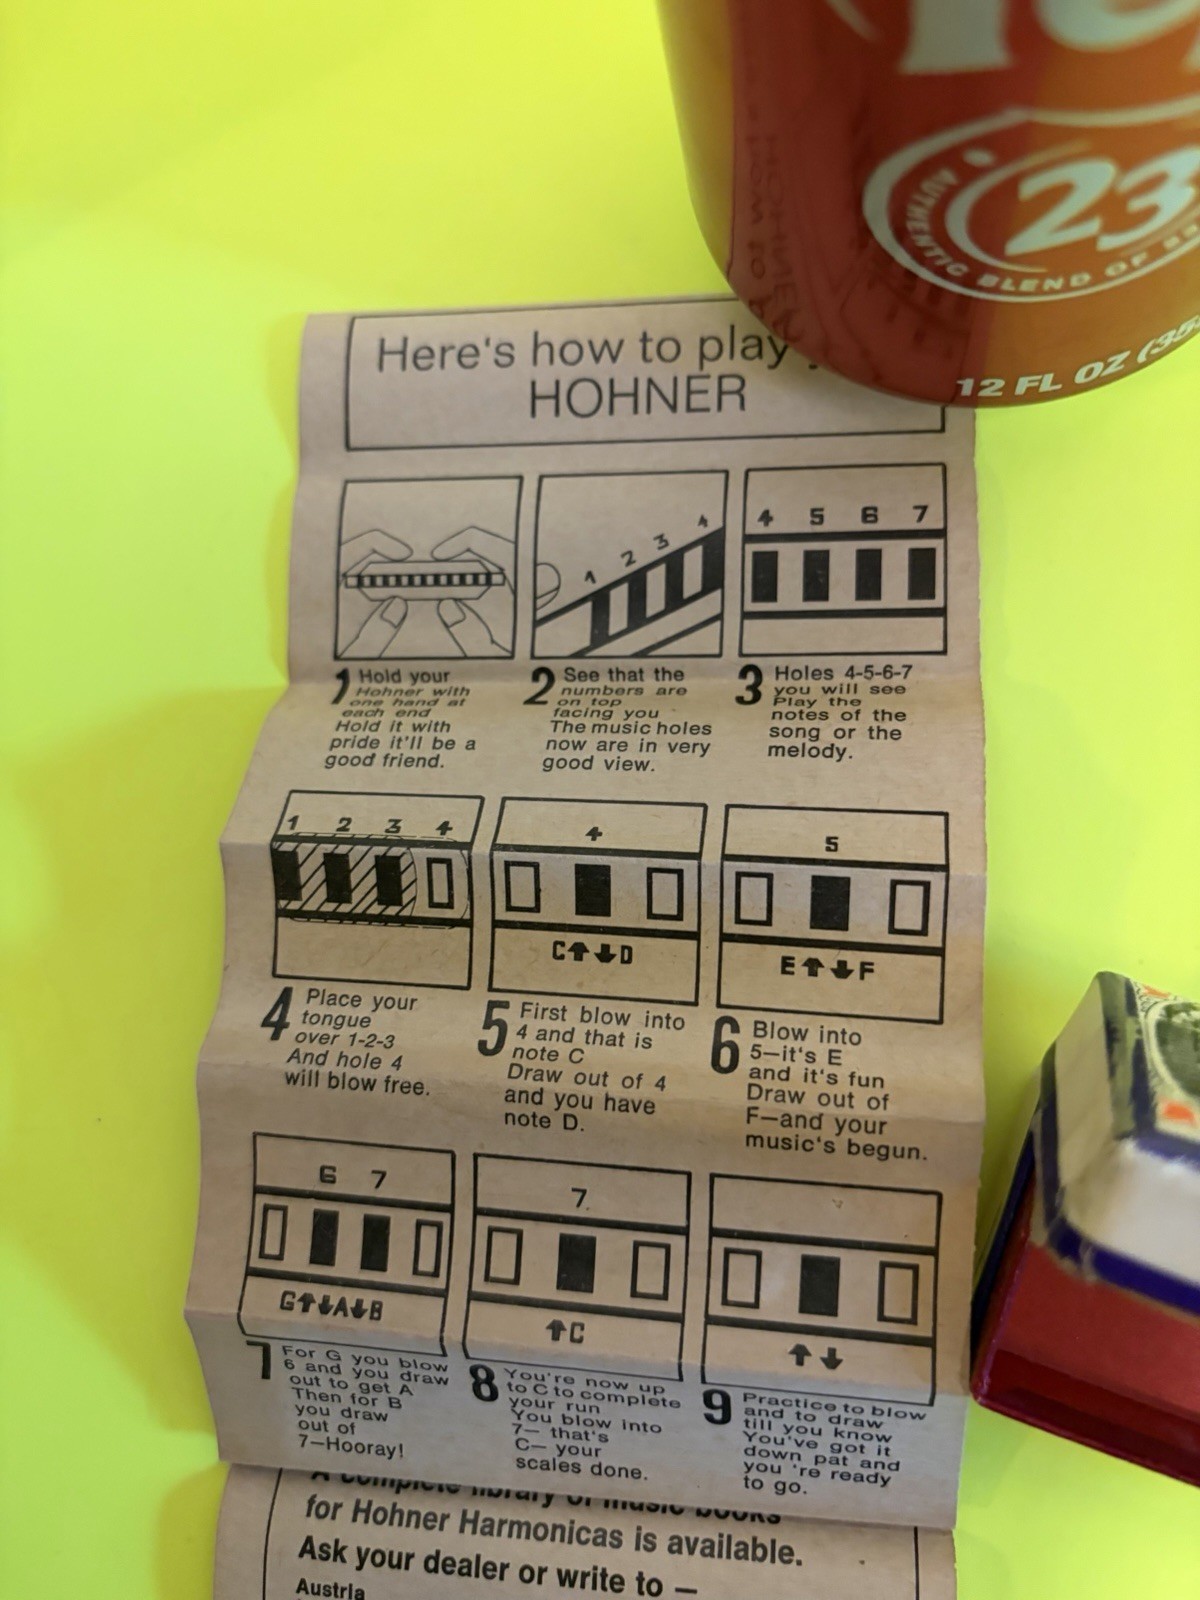 23
AUTHENTIC BLEND OF
12 FL OZ (35
Here's how to play
HOHNER
1 2 3 4
4 5 6 7
1 Hold your
Hohner with
one hand at
each end
Hold it with
pride it'll be a
good friend.
2 See that the
numbers are
on top
facing you
The music holes
now are in very
good view.
3 Holes 4-5-6-7
you will see
Play the
notes of the
song or the
melody.
1 2 3 4
4
C↑↓D
5
E↑↓F
4 Place your
tongue
over 1-2-3
And hole 4
will blow free.
5 First blow into
4 and that is
note C
Draw out of 4
and you have
note D.
6 Blow into
5—it's E
and it's fun
Draw out of
F—and your
music's begun.
6 7
G↑↓A↓B
7
↑C
↑↓
7 For G you blow
6 and you draw
out to get A
Then for B
you draw
out of
7—Hooray!
8 You're now up
to C to complete
your run
You blow into
7— that's
C— your
scales done.
9 Practice to blow
and to draw
till you know
You've got it
down pat and
you 're ready
to go.
A complete library of music books
for Hohner Harmonicas is available.
Ask your dealer or write to —
Austria